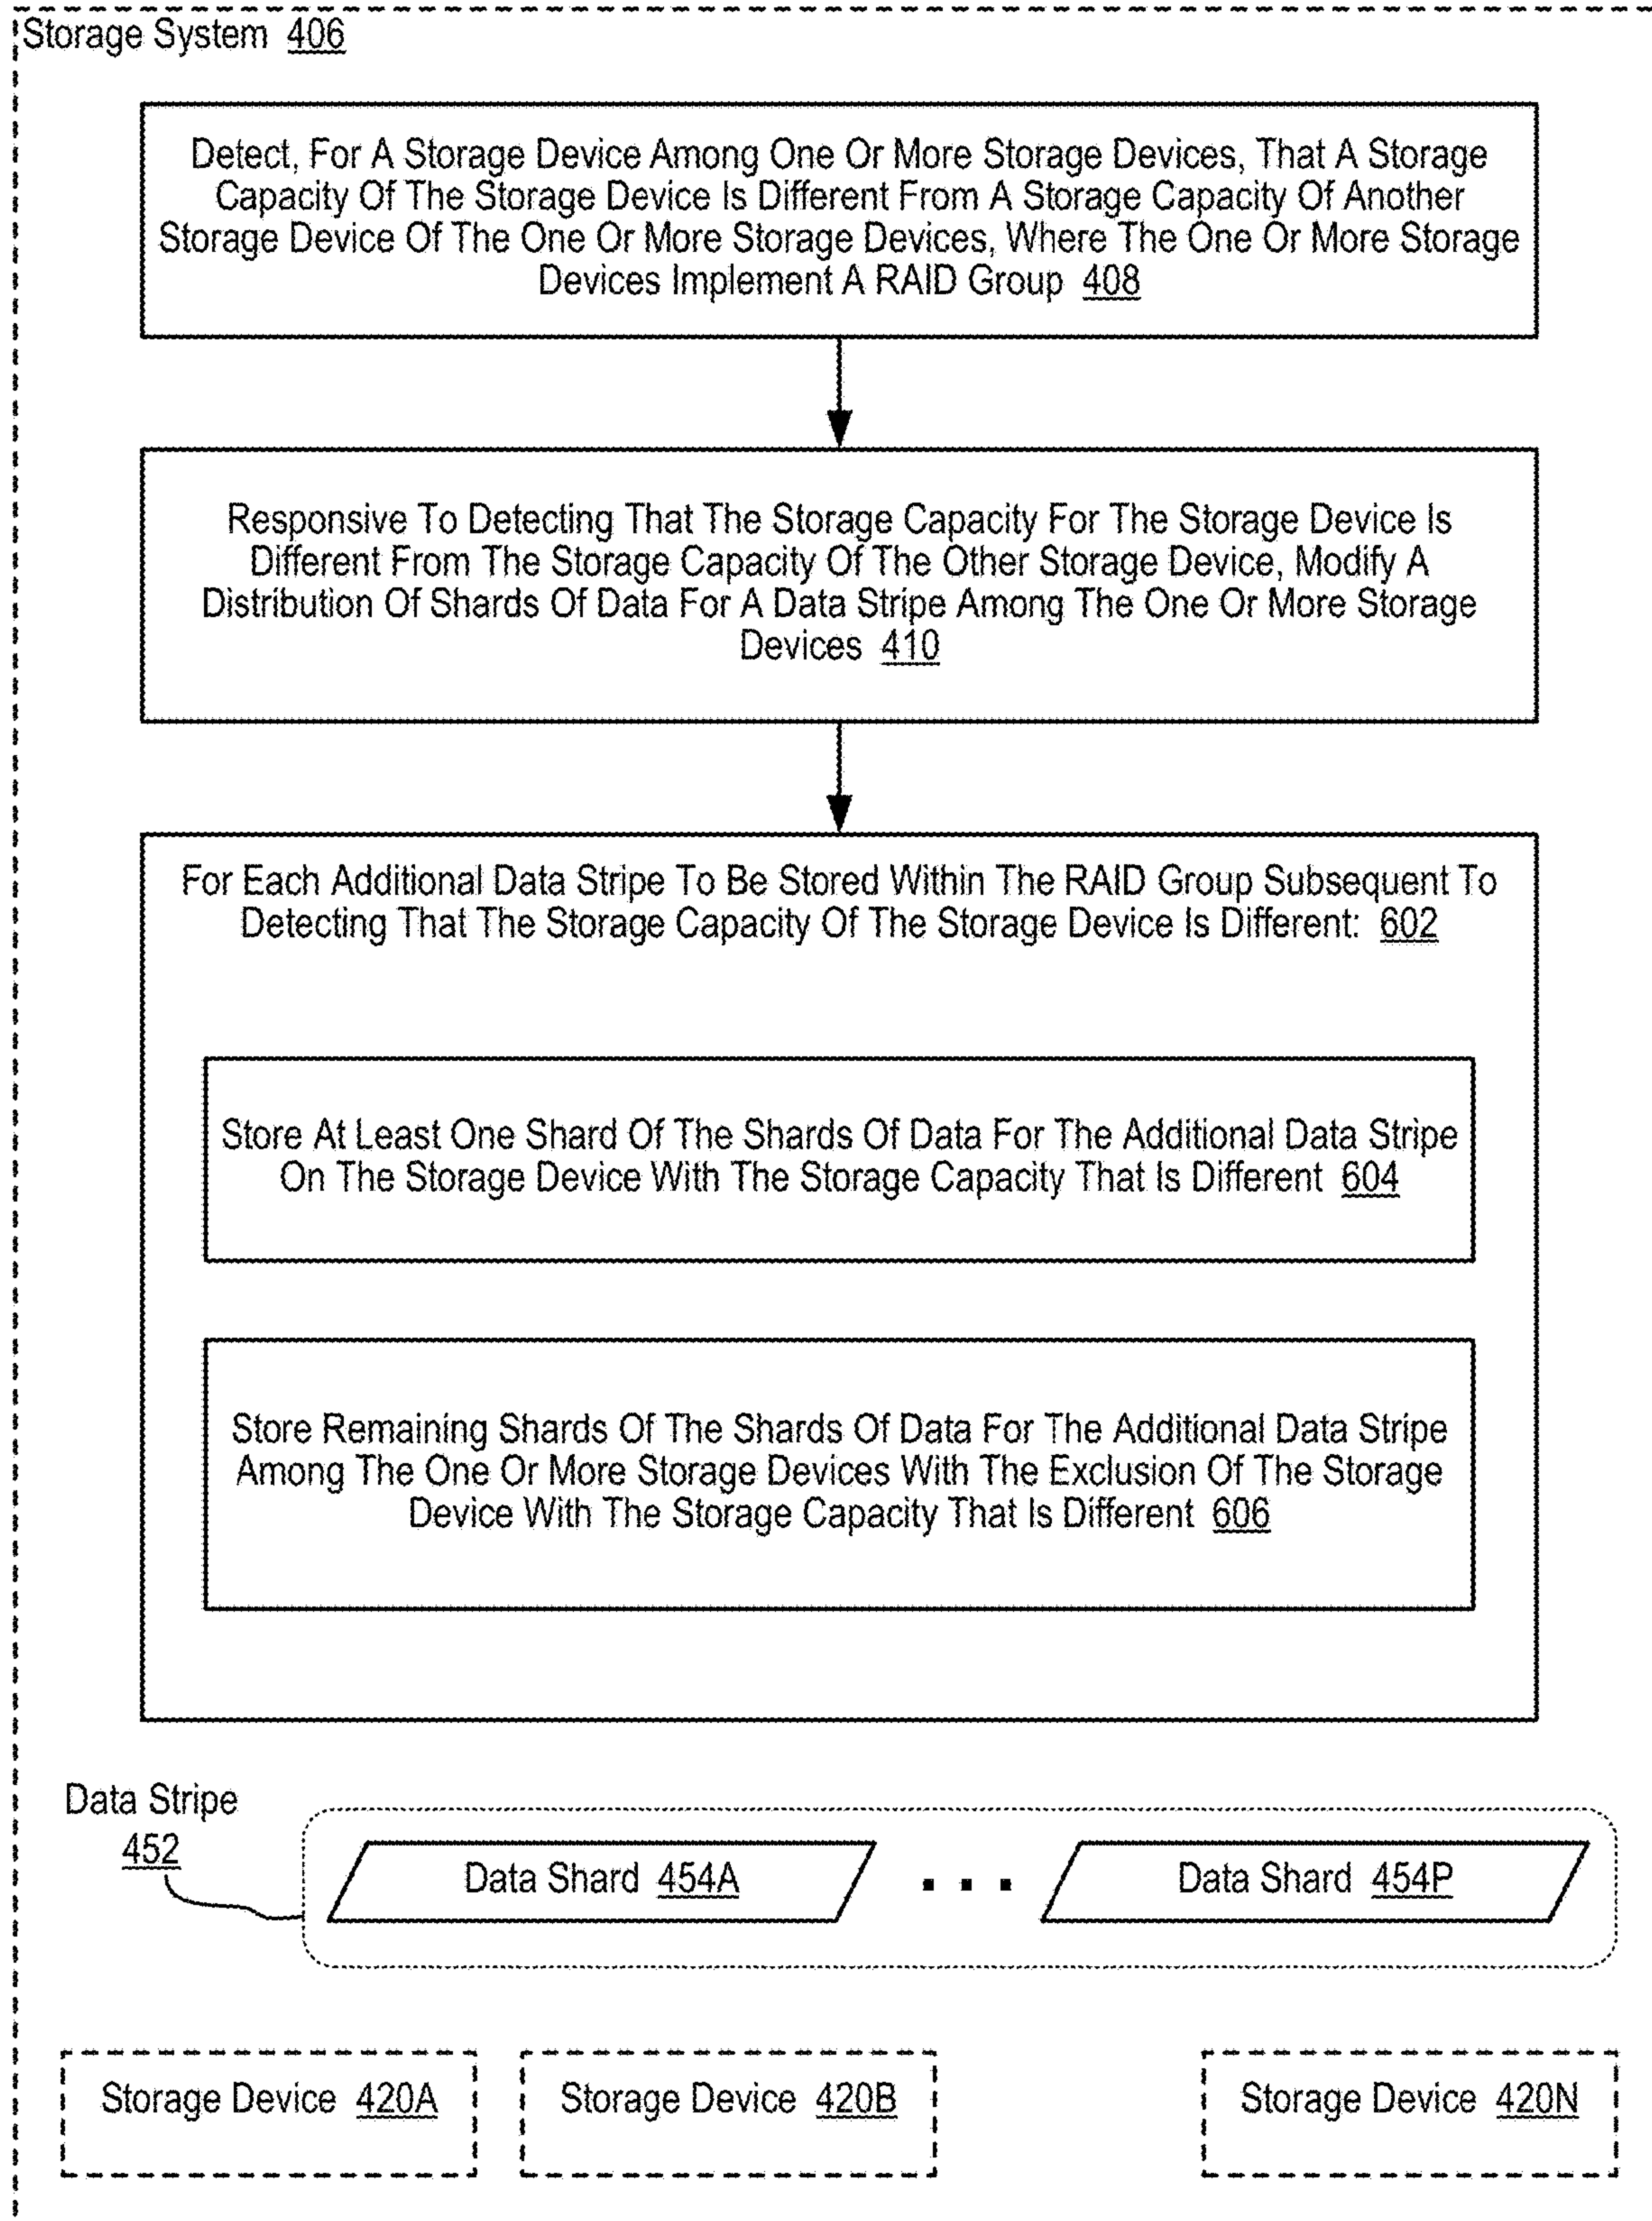 Storage System 406
Detect, For A Storage Device Among One Or More Storage Devices, That A Storage
Capacity Of The Storage Device Is Different From A Storage Capacity Of Another
Storage Device Of The One Or More Storage Devices, Where The One Or More Storage
Devices Implement A RAID Group 408
Responsive To Detecting That The Storage Capacity For The Storage Device Is
Different From The Storage Capacity Of The Other Storage Device, Modify A
Distribution Of Shards Of Data For A Data Stripe Among The One Or More Storage
Devices 410
For Each Additional Data Stripe To Be Stored Within The RAID Group Subsequent To
Detecting That The Storage Capacity Of The Storage Device Is Different: 602
Store At Least One Shard Of The Shards Of Data For The Additional Data Stripe
On The Storage Device With The Storage Capacity That Is Different 604
Store Remaining Shards Of The Shards Of Data For The Additional Data Stripe
Among The One Or More Storage Devices With The Exclusion Of The Storage
Device With The Storage Capacity That Is Different 606
Data Stripe
452
Data Shard 454A
Data Shard 454P
Storage Device 420A
Storage Device 420B
Storage Device 420N